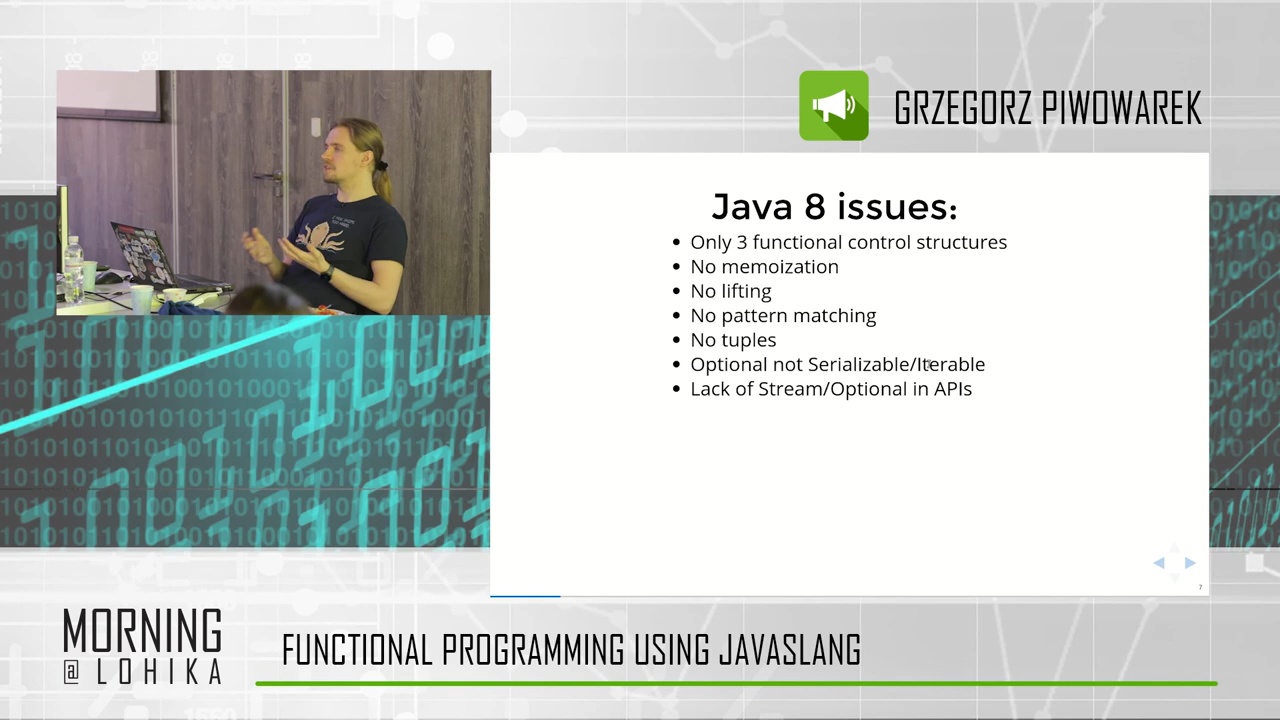 GRZEGORZ PIWOWAREK
Java 8 issues:
Only 3 functional control structures
No memoization
No lifting
No pattern matching
No tuples
Optional not Serializable/Iterable
Lack of Stream/Optional in APIs
7
MORNING
@ LOHIKA
FUNCTIONAL PROGRAMMING USING JAVASLANG